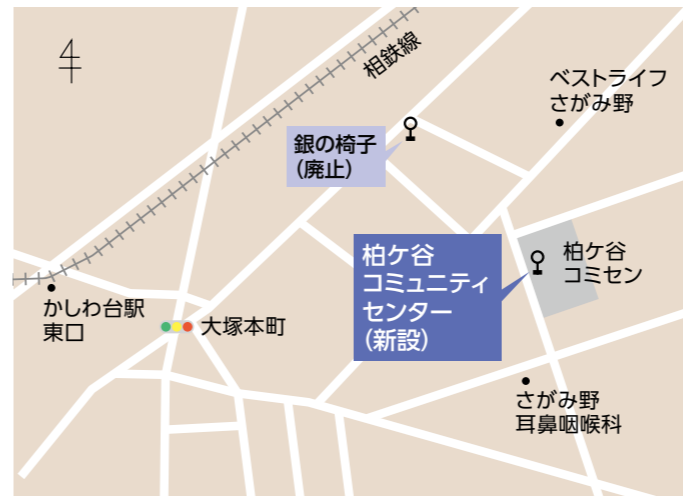 相鉄線
ベストライフ
さがみ野
銀の椅子
(廃止)
柏ケ谷
コミュニティ
センター
(新設)
柏ケ谷
コミセン
かしわ台駅
東口
大塚本町
さがみ野
耳鼻咽喉科